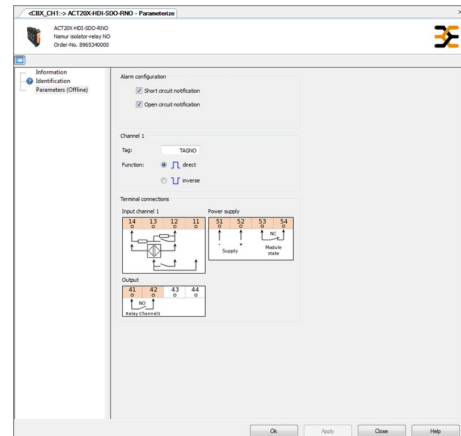 <CBX_CH1:-> ACT20X-HDI-SDO-RNO - Parameterize
ACT20X-HDI-SDO-RNO
Namur isolator-relay NO
Order-No. 8965340000
Information
Identification
Parameters (Offline)
Alarm configuration
Short circuit notification
Open circuit notification
Channel 1
Tag: TAGNO
Function: direct
inverse
Terminal connections
Input channel 1
14 13 12 11
Power supply
51 52 53 54
- +
Supply
NC
Module
state
Output
41 42 43 44
NO
Relay Channel1
Ok Apply Close Help